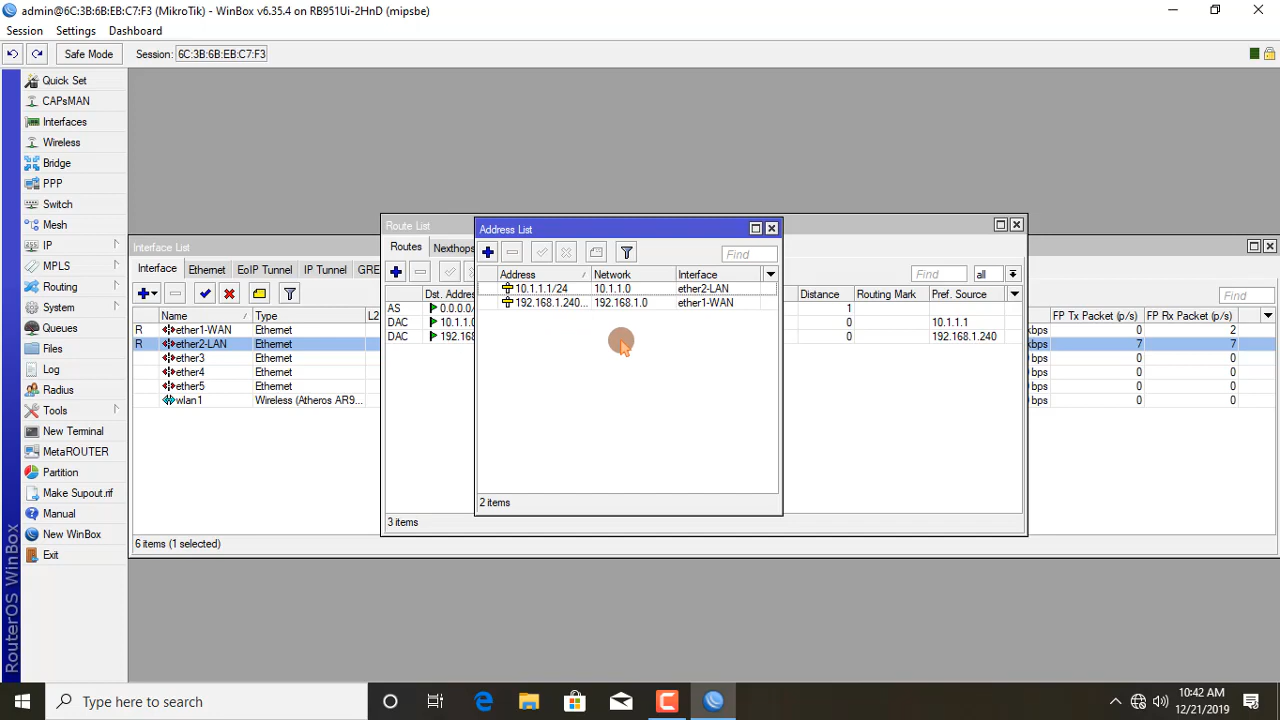 admin@6C:3B:6B:EB:C7:F3 (MikroTik) - WinBox v6.35.4 on RB951Ui-2HnD (mipsbe)
Session Settings Dashboard
Safe Mode Session: 6C:3B:6B:EB:C7:F3
Quick Set
CAPsMAN
Interfaces
Wireless
Bridge
PPP
Switch
Mesh
IP
MPLS
Routing
System
Queues
Files
Log
Radius
Tools
New Terminal
MetaROUTER
Partition
Make Supout.rif
Manual
New WinBox
Exit
RouterOS WinBox
Interface List
Interface Ethernet EoIP Tunnel IP Tunnel GRE
Find
Name Type L2 FP Tx Packet (p/s) FP Rx Packet (p/s)
R ether1-WAN Ethernet kbps 0 2
R ether2-LAN Ethernet kbps 7 7
ether3 Ethernet bps 0 0
ether4 Ethernet bps 0 0
ether5 Ethernet bps 0 0
wlan1 Wireless (Atheros AR9... bps 0 0
6 items (1 selected)
Route List
Routes Nexthops
Find all
Dst. Address Distance Routing Mark Pref. Source
AS 0.0.0.0/ 1
DAC 10.1.1.0 0 10.1.1.1
DAC 192.168 0 192.168.1.240
3 items
Address List
Find
Address Network Interface
10.1.1.1/24 10.1.1.0 ether2-LAN
192.168.1.240... 192.168.1.0 ether1-WAN
2 items
Type here to search
10:42 AM
12/21/2019